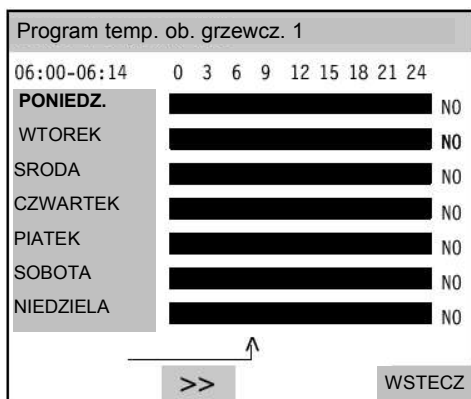 Program temp. ob. grzewcz. 1
06:00-06:14 0 3 6 9 12 15 18 21 24
PONIEDZ. NO
WTOREK NO
SRODA NO
CZWARTEK NO
PIATEK NO
SOBOTA NO
NIEDZIELA NO
>> WSTECZ